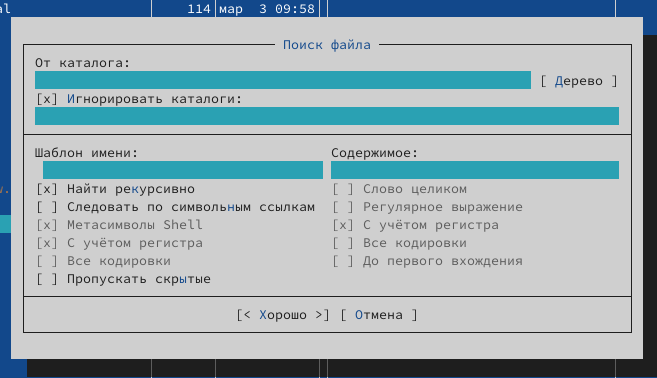 al 114 мар 3 09:58
Поиск файла
От каталога:
[ Дерево ]
[x] Игнорировать каталоги:
Шаблон имени: Содержимое:
[x] Найти рекурсивно [ ] Слово целиком
[ ] Следовать по символьным ссылкам [ ] Регулярное выражение
[x] Метасимволы Shell [x] С учётом регистра
[x] С учётом регистра [ ] Все кодировки
[ ] Все кодировки [ ] До первого вхождения
[ ] Пропускать скрытые
[< Хорошо >] [ Отмена ]